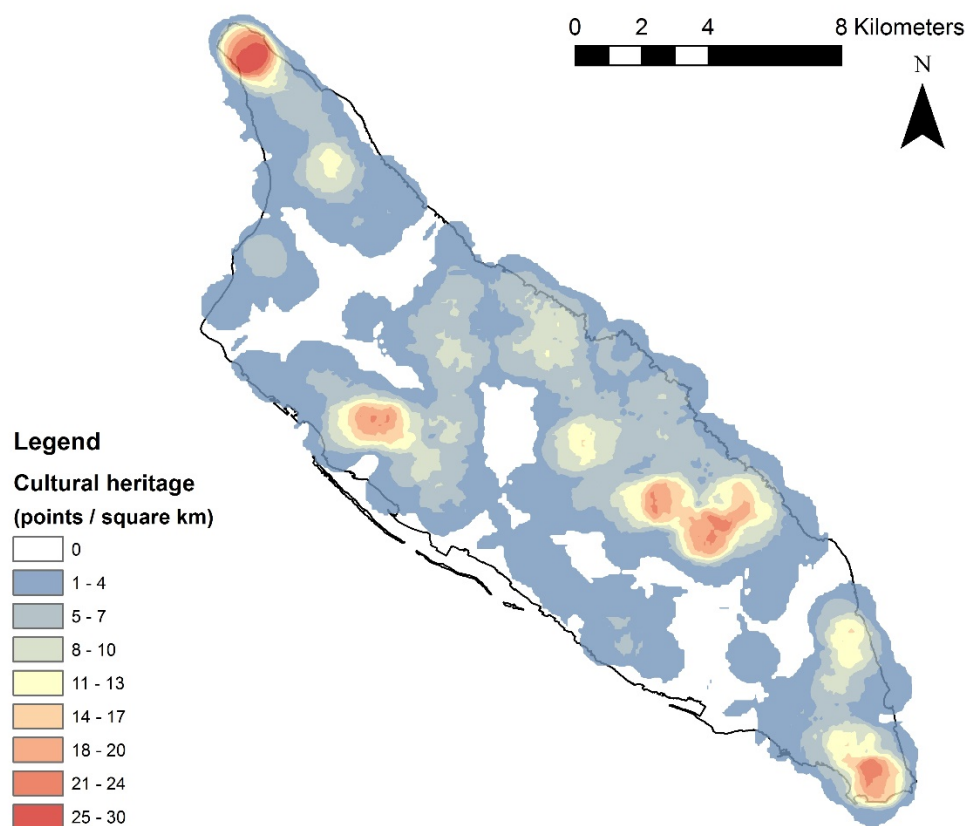 0 2 4 8 Kilometers
N
Legend
Cultural heritage
(points / square km)
0
1 - 4
5 - 7
8 - 10
11 - 13
14 - 17
18 - 20
21 - 24
25 - 30